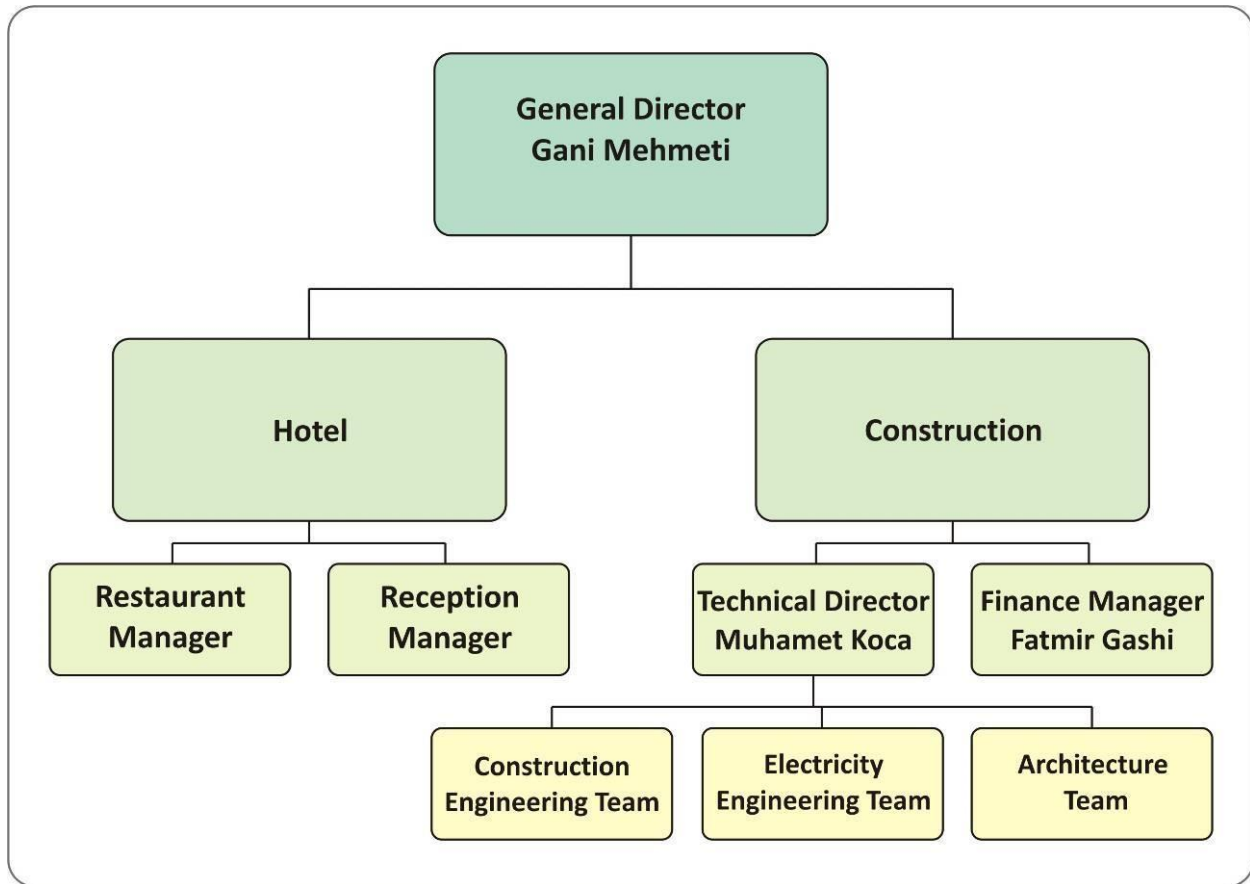 General Director
Gani Mehmeti
Hotel
Construction
Restaurant
Manager
Reception
Manager
Technical Director
Muhamet Koca
Finance Manager
Fatmir Gashi
Construction
Engineering Team
Electricity
Engineering Team
Architecture
Team